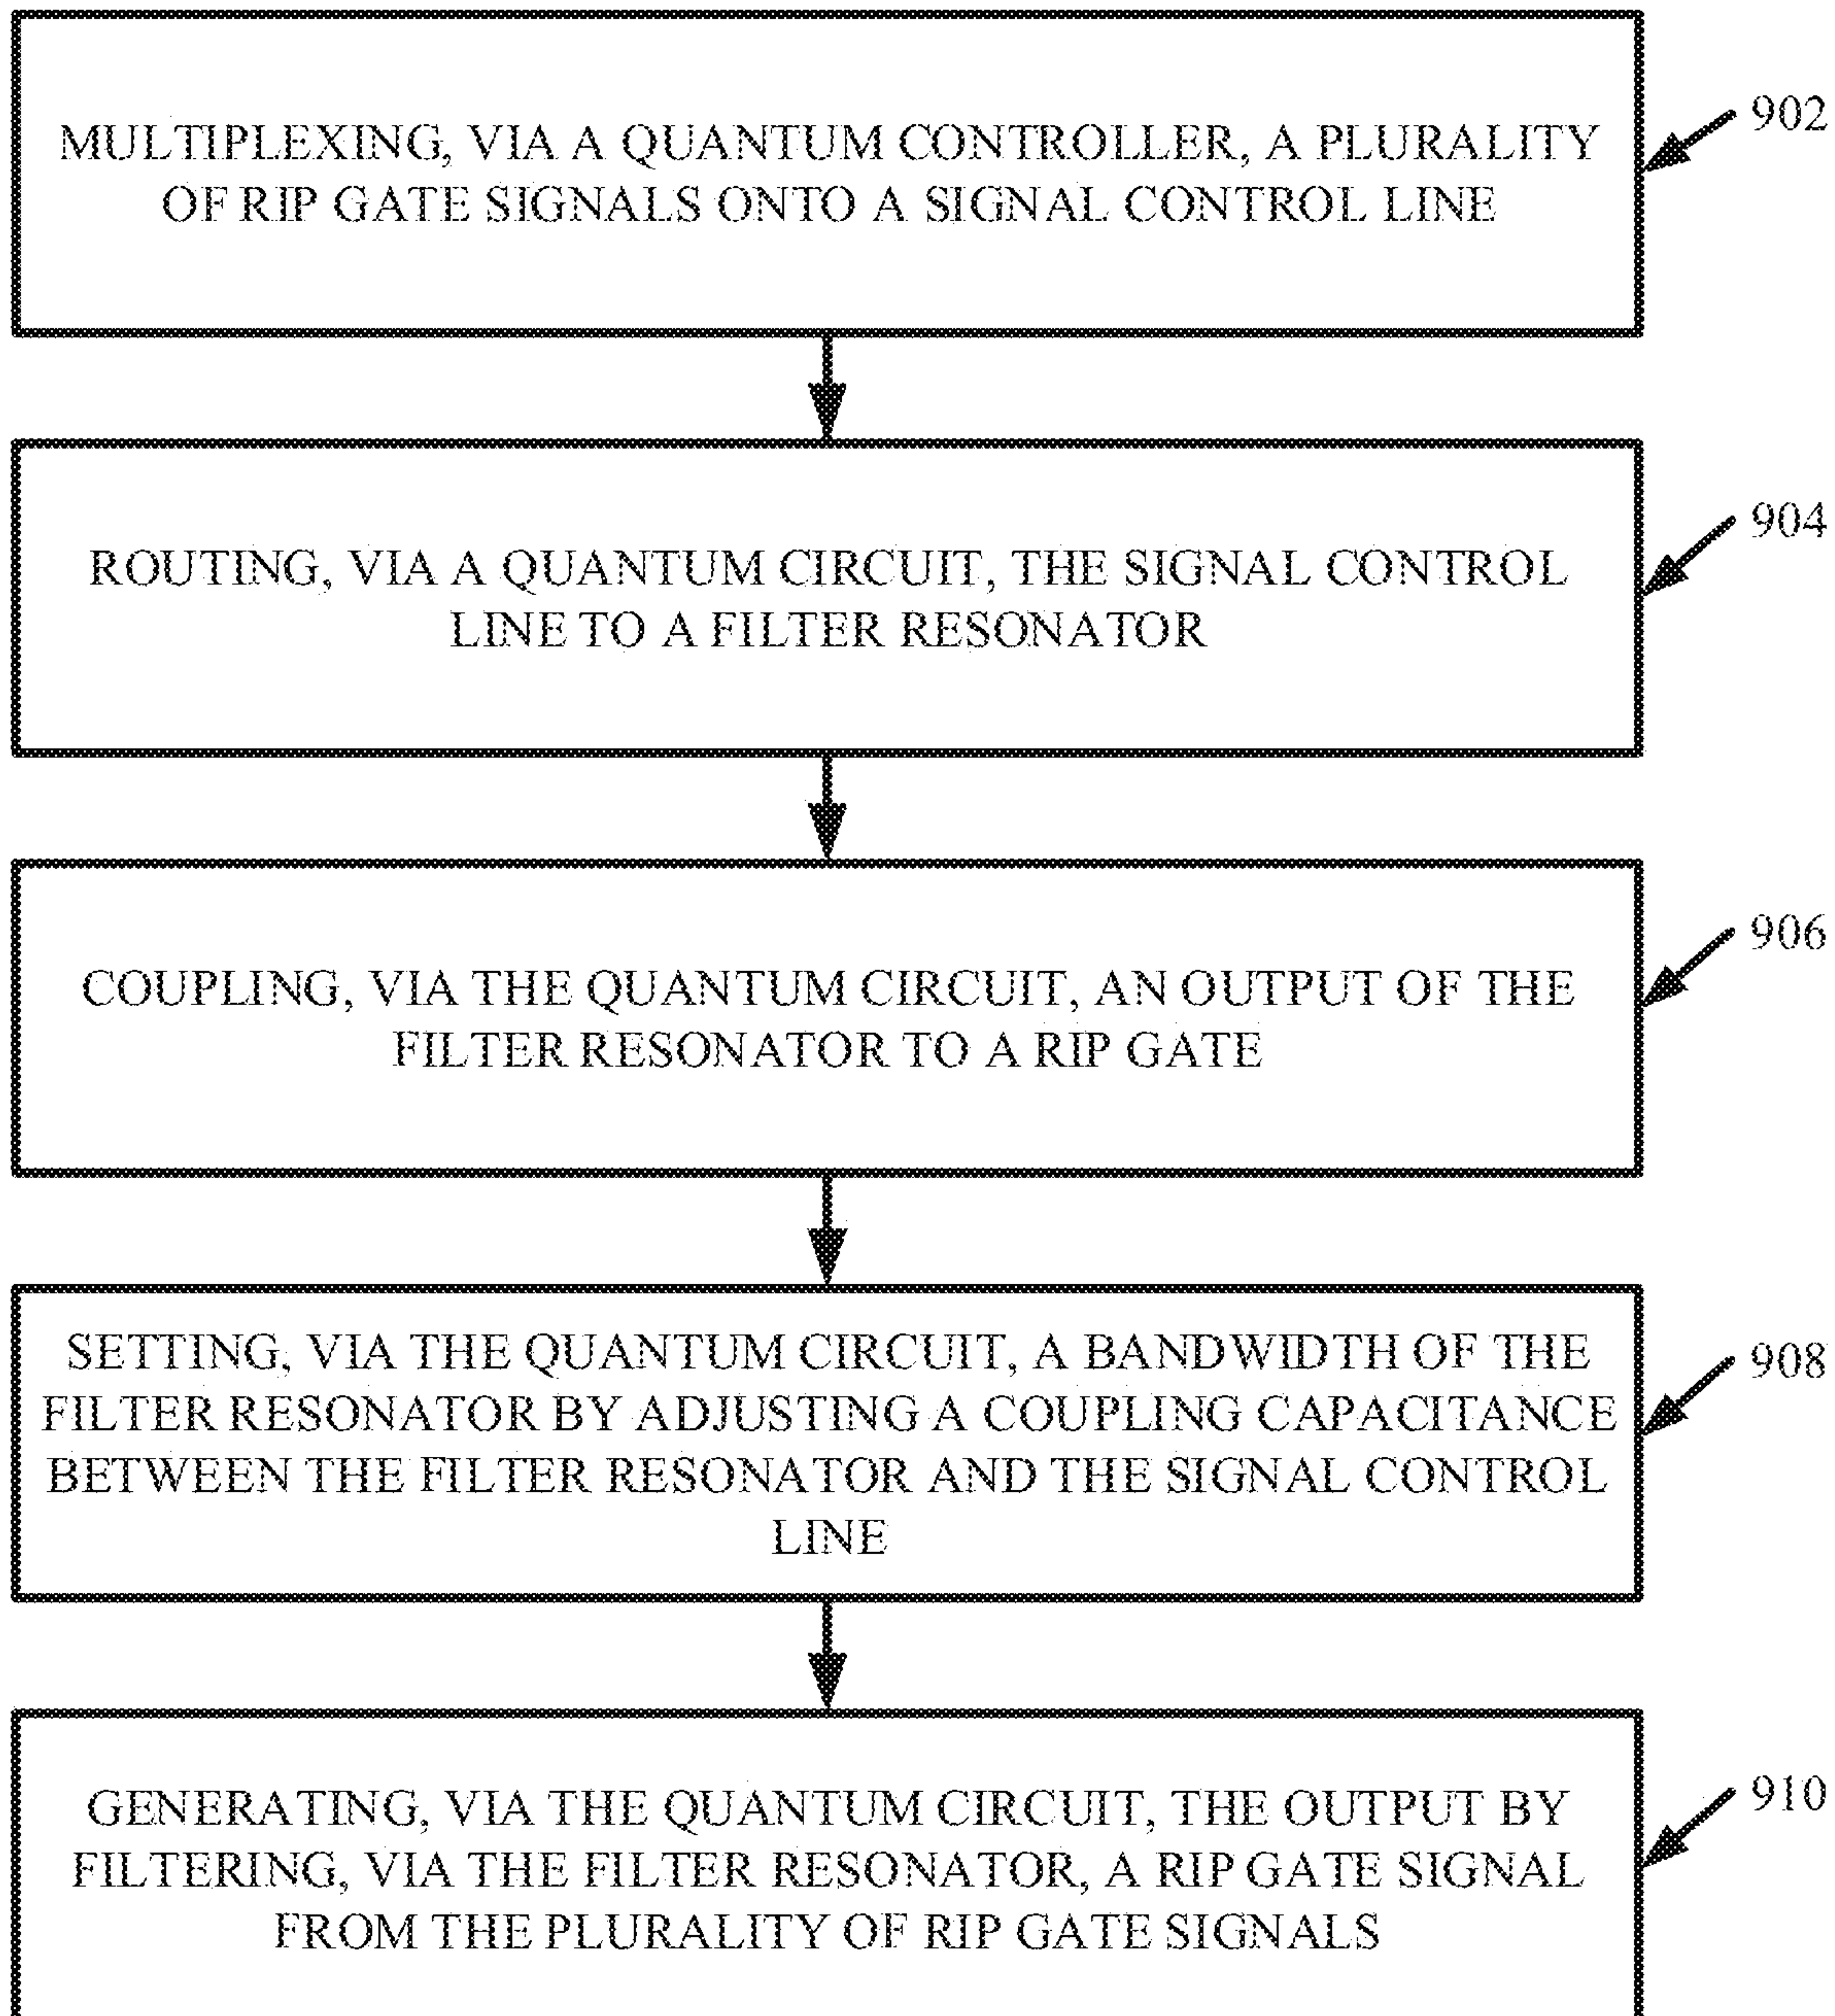 MULTIPLEXING, VIA A QUANTUM CONTROLLER, A PLURALITY
OF RIP GATE SIGNALS ONTO A SIGNAL CONTROL LINE
902
ROUTING, VIA A QUANTUM CIRCUIT, THE SIGNAL CONTROL
LINE TO A FILTER RESONATOR
904
COUPLING, VIA THE QUANTUM CIRCUIT, AN OUTPUT OF THE
FILTER RESONATOR TO A RIP GATE
906
SETTING, VIA THE QUANTUM CIRCUIT, A BANDWIDTH OF THE
FILTER RESONATOR BY ADJUSTING A COUPLING CAPACITANCE
BETWEEN THE FILTER RESONATOR AND THE SIGNAL CONTROL
LINE
908
GENERATING, VIA THE QUANTUM CIRCUIT, THE OUTPUT BY
FILTERING, VIA THE FILTER RESONATOR, A RIP GATE SIGNAL
FROM THE PLURALITY OF RIP GATE SIGNALS
910